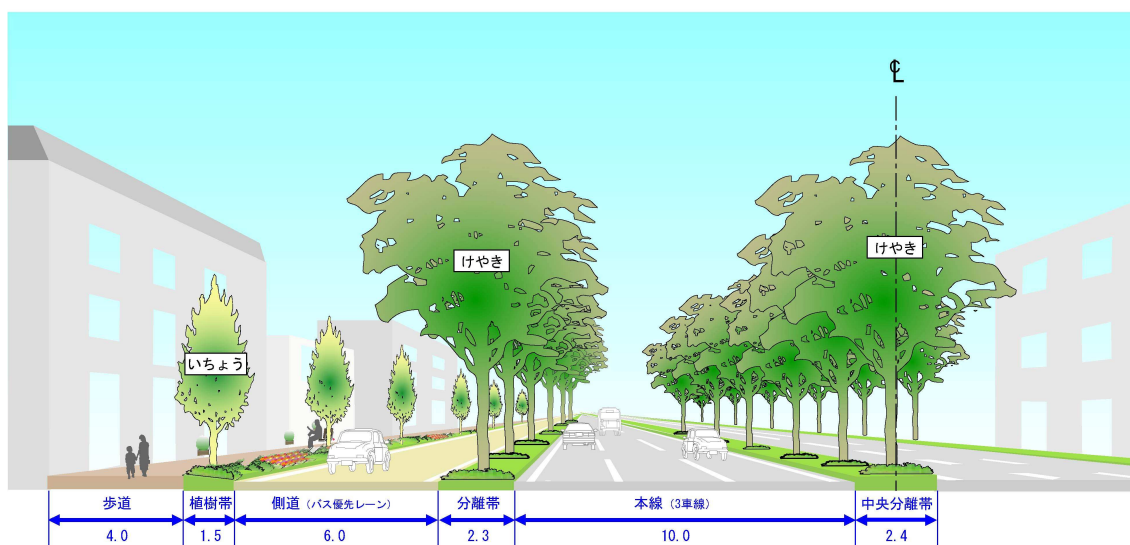 ℄
けやき
けやき
いちょう
歩道 植樹帯 側道(バス優先レーン) 分離帯 本線(3車線) 中央分離帯
4.0 1.5 6.0 2.3 10.0 2.4